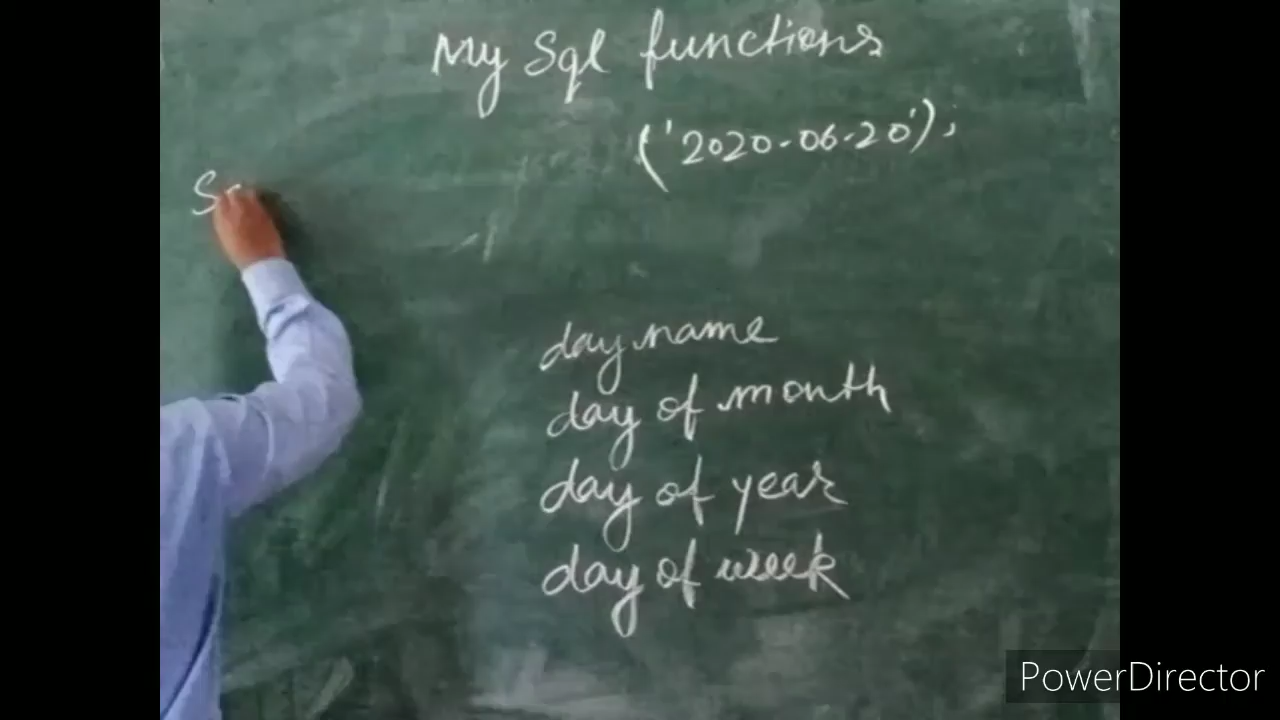 My Sql functions
('2020-06-20');
day name
day of month
day of year
day of week
PowerDirector